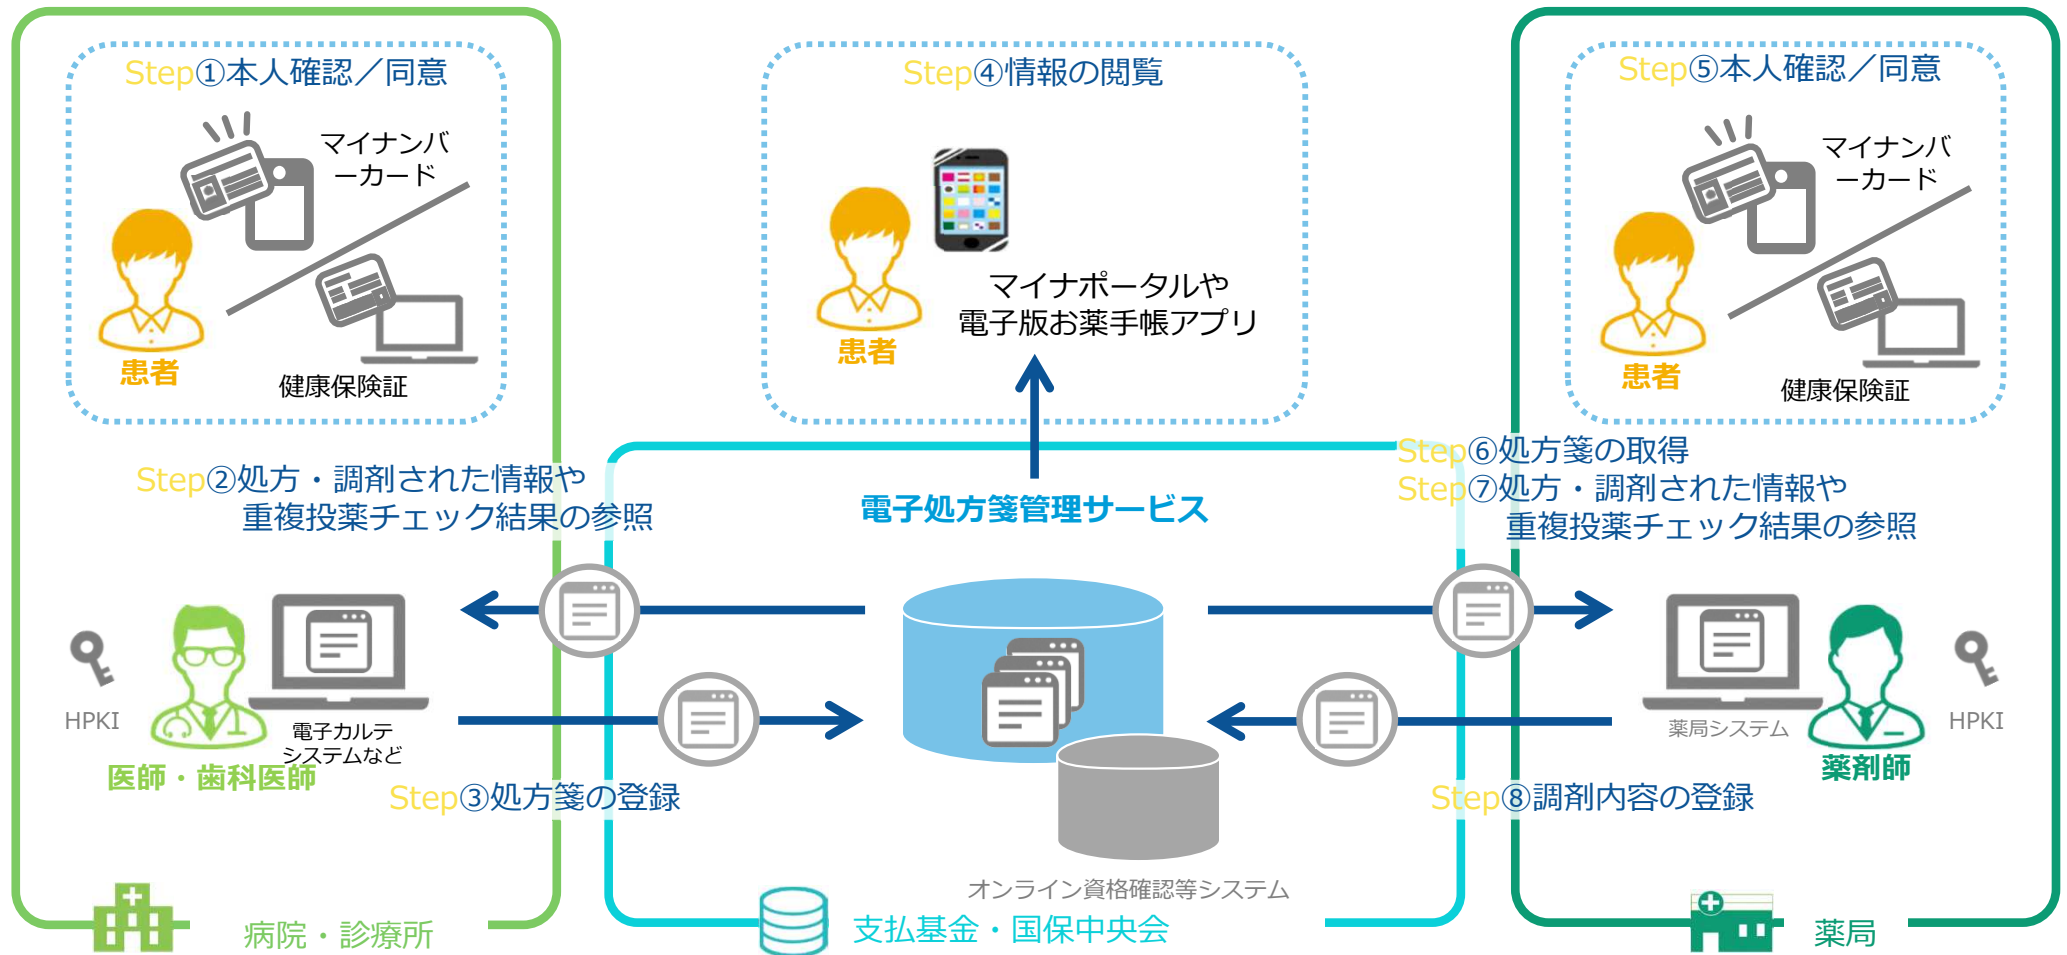 Step①本人確認／同意
マイナンバ
ーカード
患者
健康保険証
Step②処方・調剤された情報や
重複投薬チェック結果の参照
HPKI
電子カルテ
システムなど
医師・歯科医師
Step③処方箋の登録
病院・診療所
Step④情報の閲覧
マイナポータルや
電子版お薬手帳アプリ
患者
電子処方箋管理サービス
オンライン資格確認等システム
支払基金・国保中央会
Step⑤本人確認／同意
マイナンバ
ーカード
患者
健康保険証
Step⑥処方箋の取得
Step⑦処方・調剤された情報や
重複投薬チェック結果の参照
薬局システム
HPKI
薬剤師
Step⑧調剤内容の登録
薬局